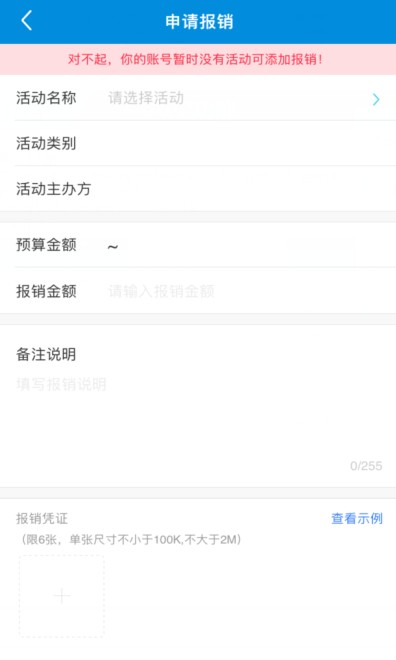 申请报销
对不起，你的账号暂时没有活动可添加报销！
活动名称 请选择活动
活动类别
活动主办方
预算金额 ~
报销金额 请输入报销金额
备注说明
填写报销说明
0/255
报销凭证 查看示例
（限6张，单张尺寸不小于100K,不大于2M）